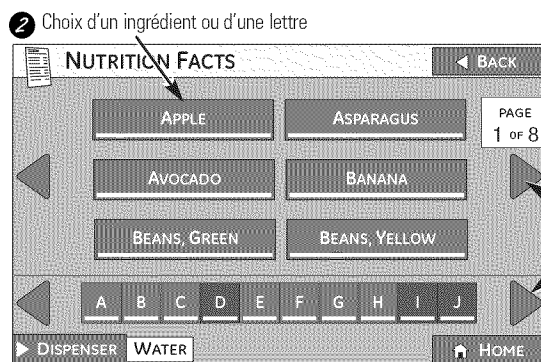 2 Choix d'un ingrédient ou d'une lettre
NUTRITION FACTS
BACK
APPLE
ASPARAGUS
PAGE
1 OF 8
AVOCADO
BANANA
BEANS, GREEN
BEANS, YELLOW
A B C D E F G H I J
DISPENSER WATER
HOME